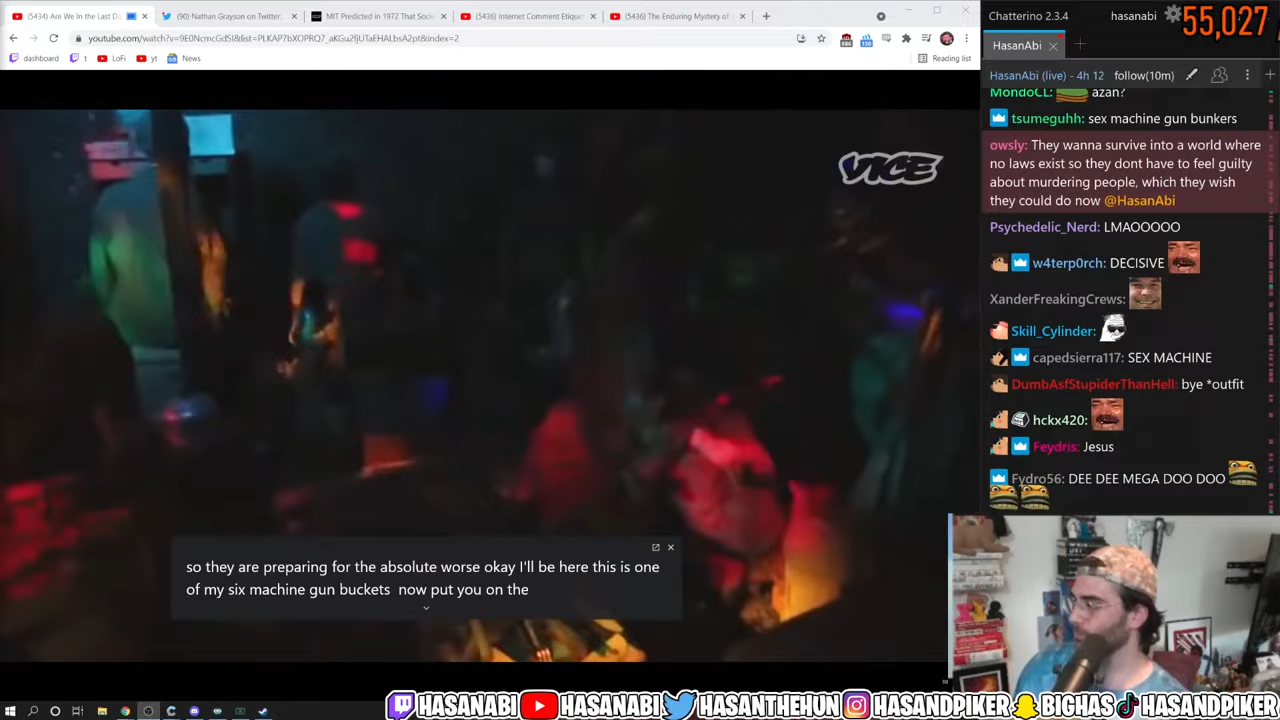 (5434) Are We In the Last D
(90) Nathan Grayson on Twitter:
MIT Predicted in 1972 That Soci
(5436) Internet Comment Etique
(5436) The Enduring Mystery of
youtube.com/watch?v=9E0NcmcGdSI&list=PLKAP7bXOPRQ7_aKGu2fjUTaEHALbsA2pt&index=2
dashboard
t
LoFi
yt
News
Reading list
VICE
so they are preparing for the absolute worse okay I'll be here this is one
of my six machine gun buckets now put you on the
Chatterino 2.3.4
hasanabi
55,027
HasanAbi
HasanAbi (live) - 4h 12
follow(10m)
MondoCL: azan?
tsumeguhh: sex machine gun bunkers
owsly: They wanna survive into a world where
no laws exist so they dont have to feel guilty
about murdering people, which they wish
they could do now @HasanAbi
Psychedelic_Nerd: LMAOOOOO
w4terp0rch: DECISIVE
XanderFreakingCrews:
Skill_Cylinder:
capedsierra117: SEX MACHINE
DumbAsfStupiderThanHell: bye *outfit
hckx420:
Feydris: Jesus
Fydro56: DEE DEE MEGA DOO DOO
HASANABI
HASANABI
HASANTHEHUN
HASANDPIKER
BIGHAS
HASANDPIKER